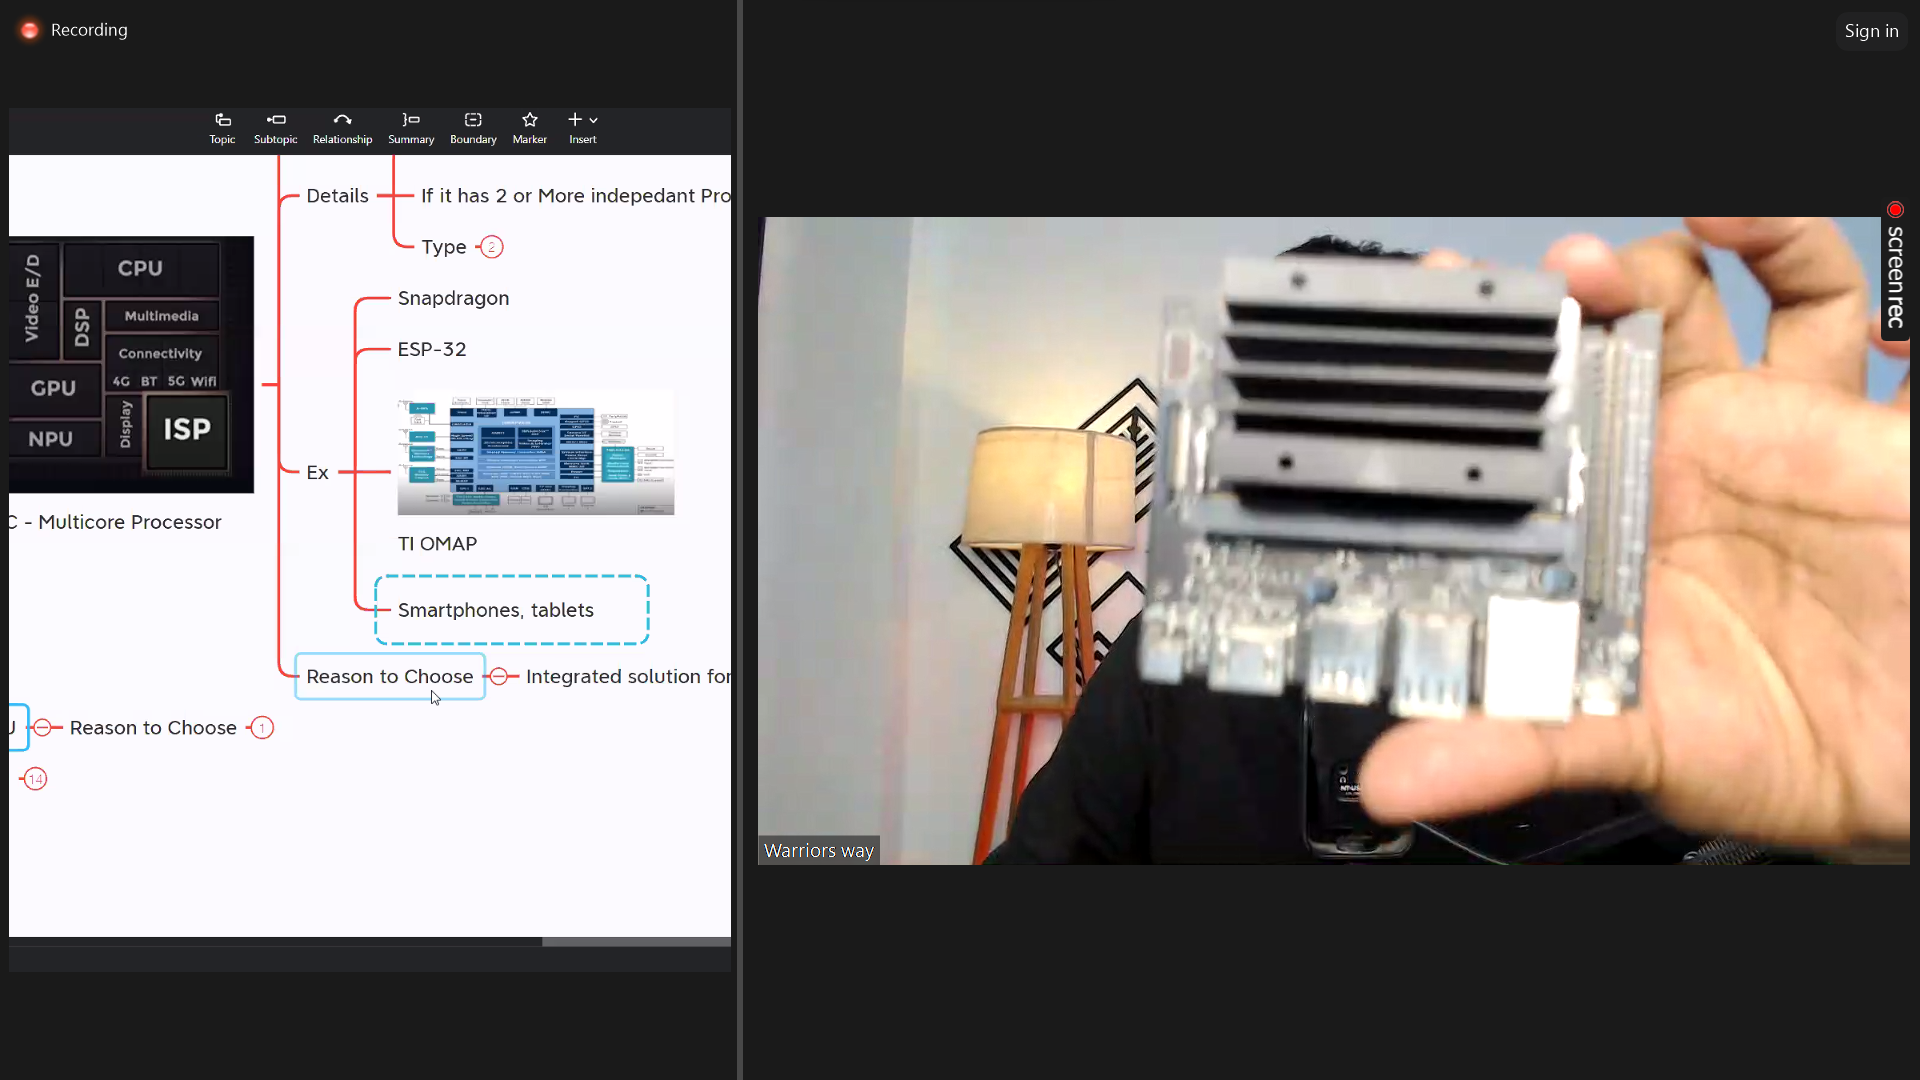 Recording
Sign in
Topic
Subtopic
Relationship
Summary
Boundary
Marker
Insert
Details
If it has 2 or More indepedant Pro
Type
2
Video E/D
CPU
DSP
Multimedia
Connectivity
4G BT 5G Wifi
GPU
NPU
Display
ISP
C - Multicore Processor
Snapdragon
ESP-32
Ex
TI OMAP
Smartphones, tablets
Reason to Choose
Integrated solution for
Reason to Choose
1
14
screenrec
Warriors way